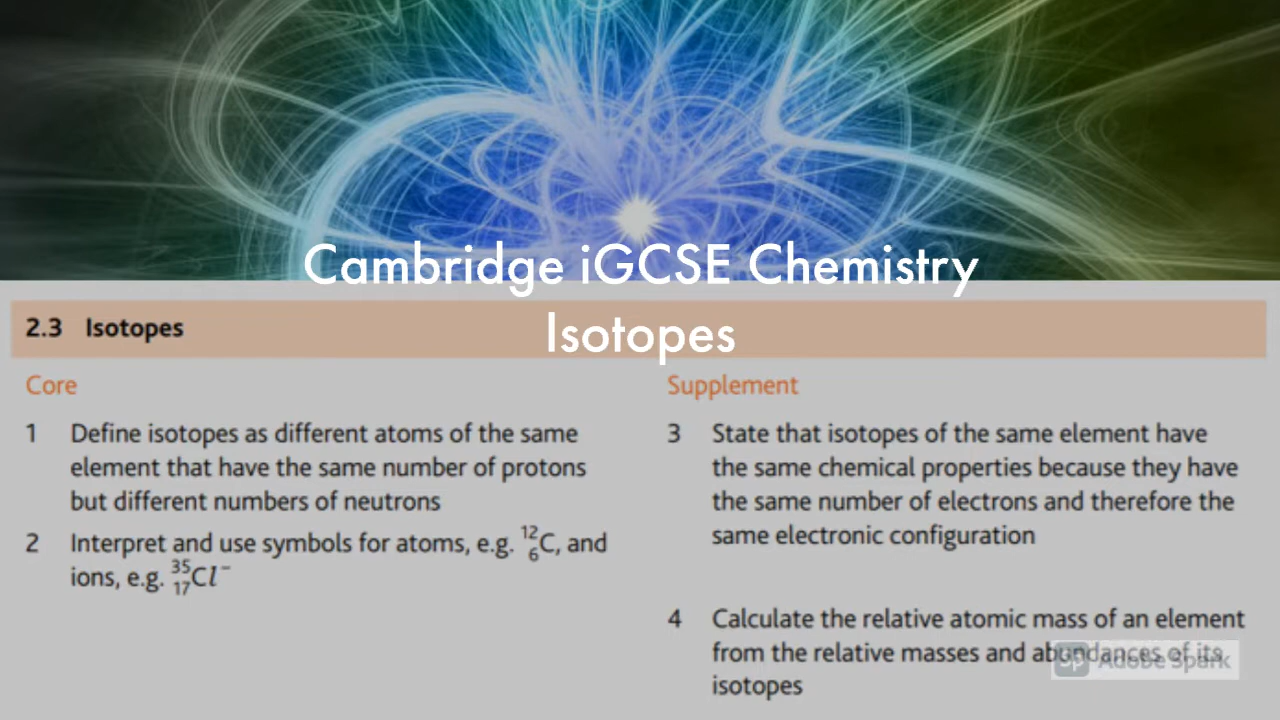 Cambridge iGCSE Chemistry
Isotopes
2.3 Isotopes
Core
1 Define isotopes as different atoms of the same
element that have the same number of protons
but different numbers of neutrons
2 Interpret and use symbols for atoms, e.g. ¹²₆C, and
ions, e.g. ³⁵₁₇Cl⁻
Supplement
3 State that isotopes of the same element have
the same chemical properties because they have
the same number of electrons and therefore the
same electronic configuration
4 Calculate the relative atomic mass of an element
from the relative masses and abundances of its
isotopes
Sp Adobe Spark